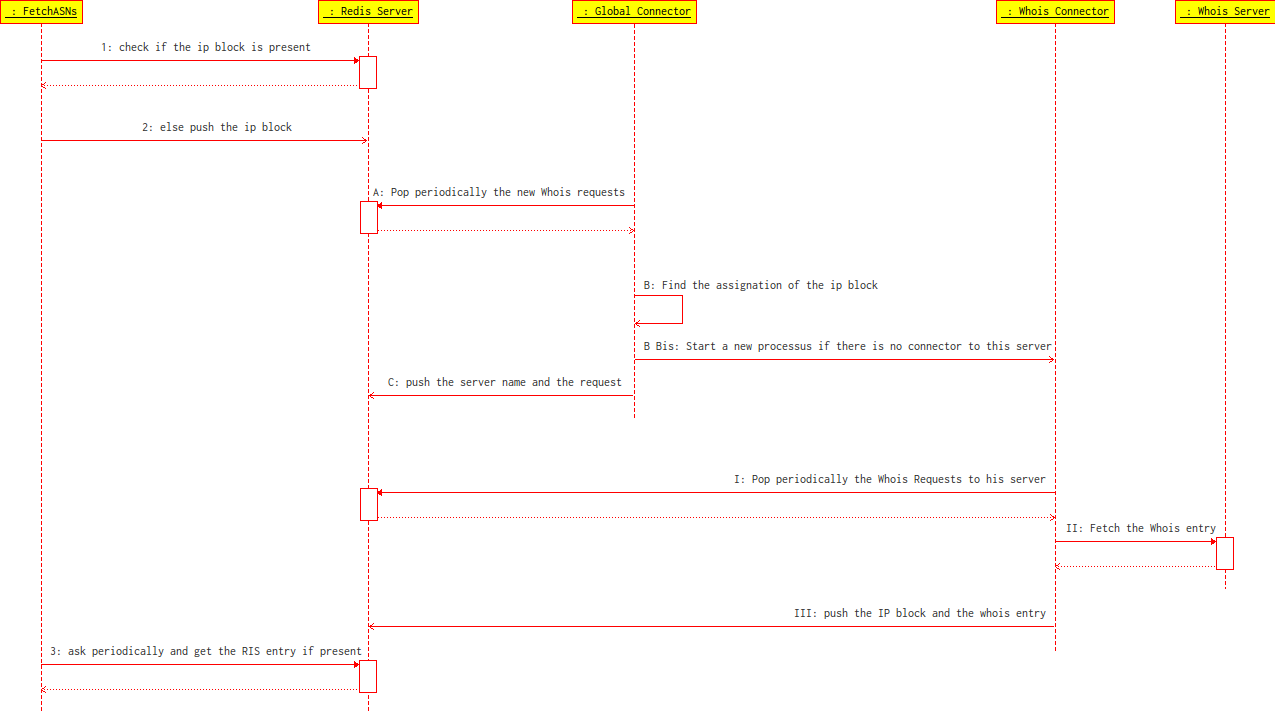 : FetchASNs
: Redis Server
: Global Connector
: Whois Connector
: Whois Server
1: check if the ip block is present
2: else push the ip block
A: Pop periodically the new Whois requests
B: Find the assignation of the ip block
B Bis: Start a new processus if there is no connector to this server
C: push the server name and the request
I: Pop periodically the Whois Requests to his server
II: Fetch the Whois entry
III: push the IP block and the whois entry
3: ask periodically and get the RIS entry if present